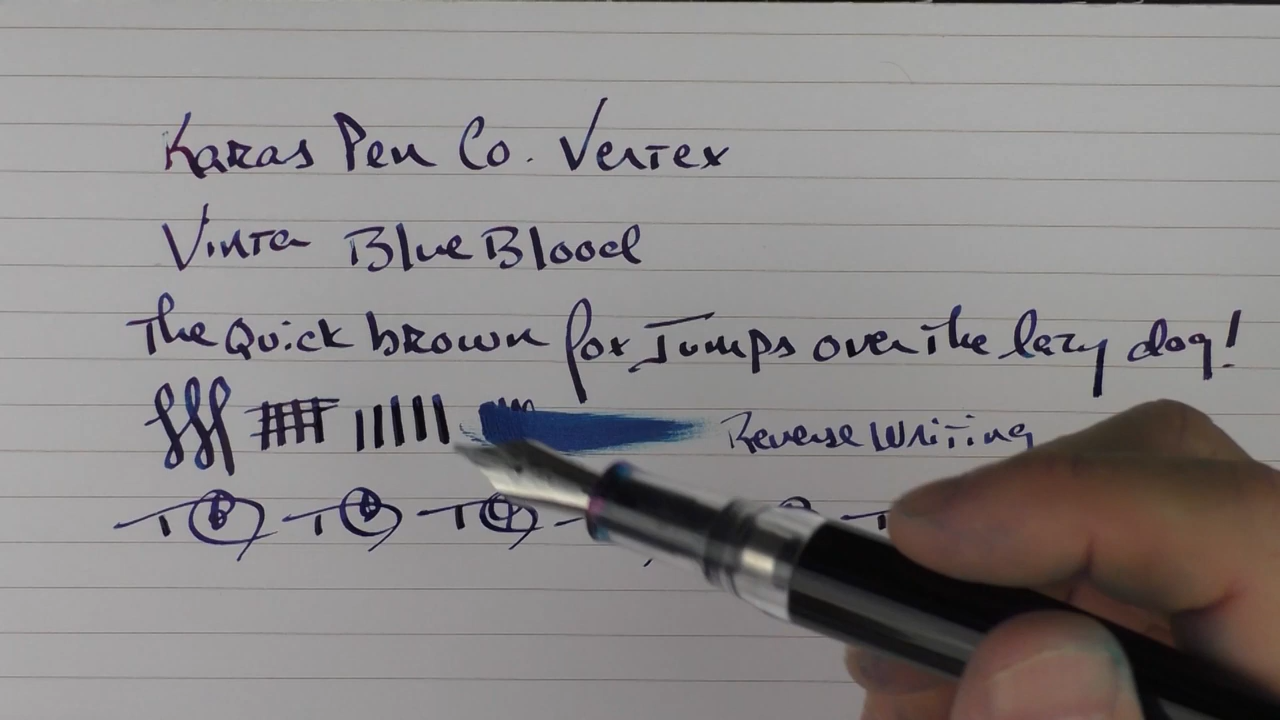 Karas Pen Co. Vertex
Vinta Blue Blood
The Quick brown fox Jumps over The lazy dog!
Reverse Writing